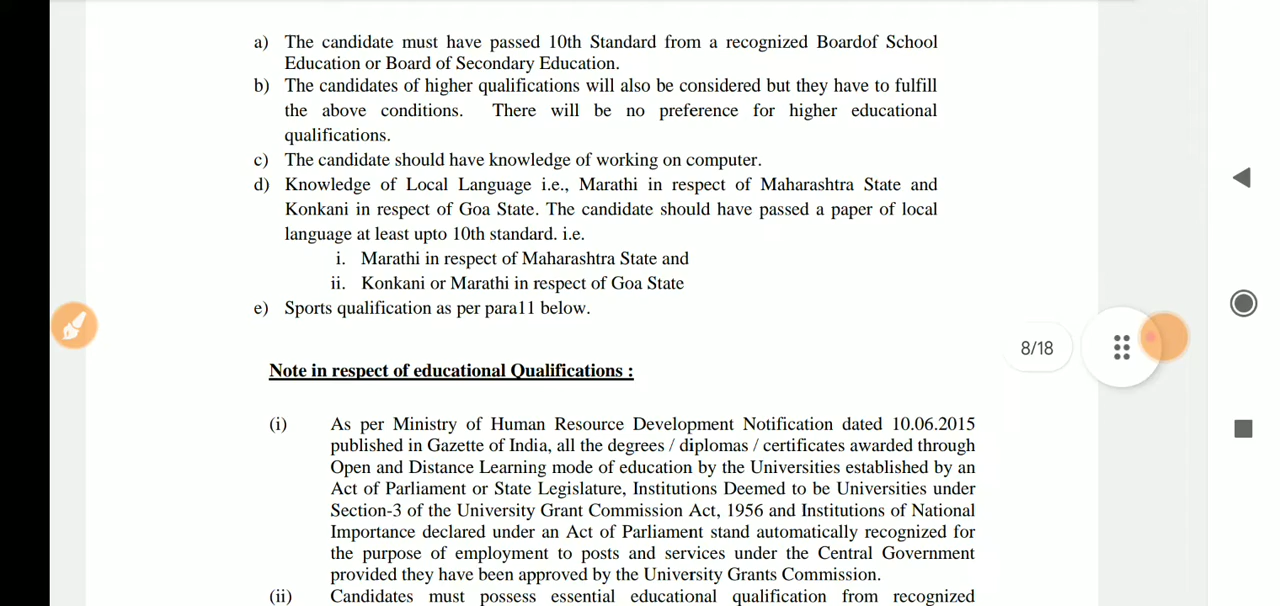 a) The candidate must have passed 10th Standard from a recognized Boardof School
Education or Board of Secondary Education.
b) The candidates of higher qualifications will also be considered but they have to fulfill
the above conditions. There will be no preference for higher educational
qualifications.
c) The candidate should have knowledge of working on computer.
d) Knowledge of Local Language i.e., Marathi in respect of Maharashtra State and
Konkani in respect of Goa State. The candidate should have passed a paper of local
language at least upto 10th standard. i.e.
i. Marathi in respect of Maharashtra State and
ii. Konkani or Marathi in respect of Goa State
e) Sports qualification as per para11 below.
8/18
Note in respect of educational Qualifications :
(i) As per Ministry of Human Resource Development Notification dated 10.06.2015
published in Gazette of India, all the degrees / diplomas / certificates awarded through
Open and Distance Learning mode of education by the Universities established by an
Act of Parliament or State Legislature, Institutions Deemed to be Universities under
Section-3 of the University Grant Commission Act, 1956 and Institutions of National
Importance declared under an Act of Parliament stand automatically recognized for
the purpose of employment to posts and services under the Central Government
provided they have been approved by the University Grants Commission.
(ii) Candidates must possess essential educational qualification from recognized